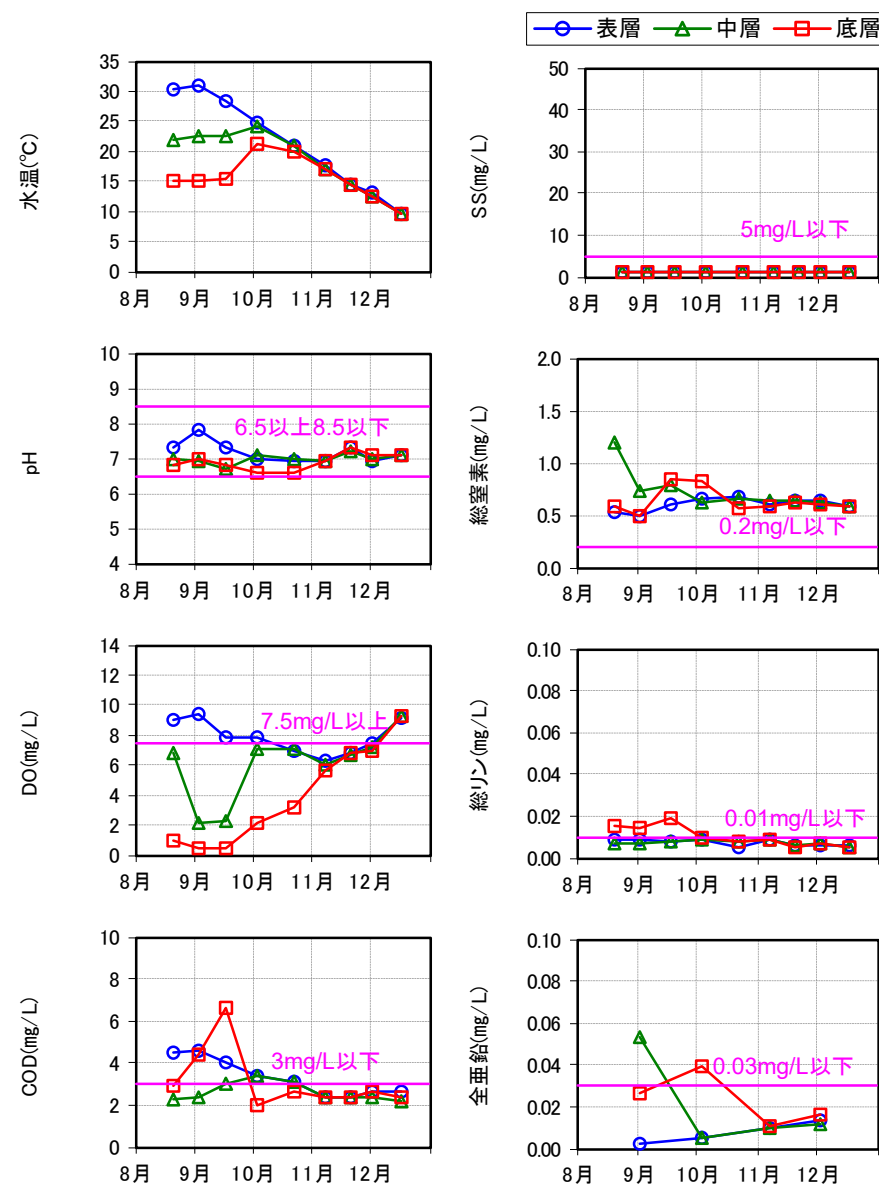 表層 中層 底層
水温(℃)
35
30
25
20
15
10
5
0
8月 9月 10月 11月 12月
SS(mg/L)
50
40
30
20
10
0
5mg/L以下
8月 9月 10月 11月 12月
pH
10
9
8
7
6
5
4
6.5以上8.5以下
8月 9月 10月 11月 12月
総窒素(mg/L)
2.0
1.5
1.0
0.5
0.0
0.2mg/L以下
8月 9月 10月 11月 12月
DO(mg/L)
14
12
10
8
6
4
2
0
7.5mg/L以上
8月 9月 10月 11月 12月
総リン(mg/L)
0.10
0.08
0.06
0.04
0.02
0.00
0.01mg/L以下
8月 9月 10月 11月 12月
COD(mg/L)
10
8
6
4
2
0
3mg/L以下
8月 9月 10月 11月 12月
全亜鉛(mg/L)
0.10
0.08
0.06
0.04
0.02
0.00
0.03mg/L以下
8月 9月 10月 11月 12月